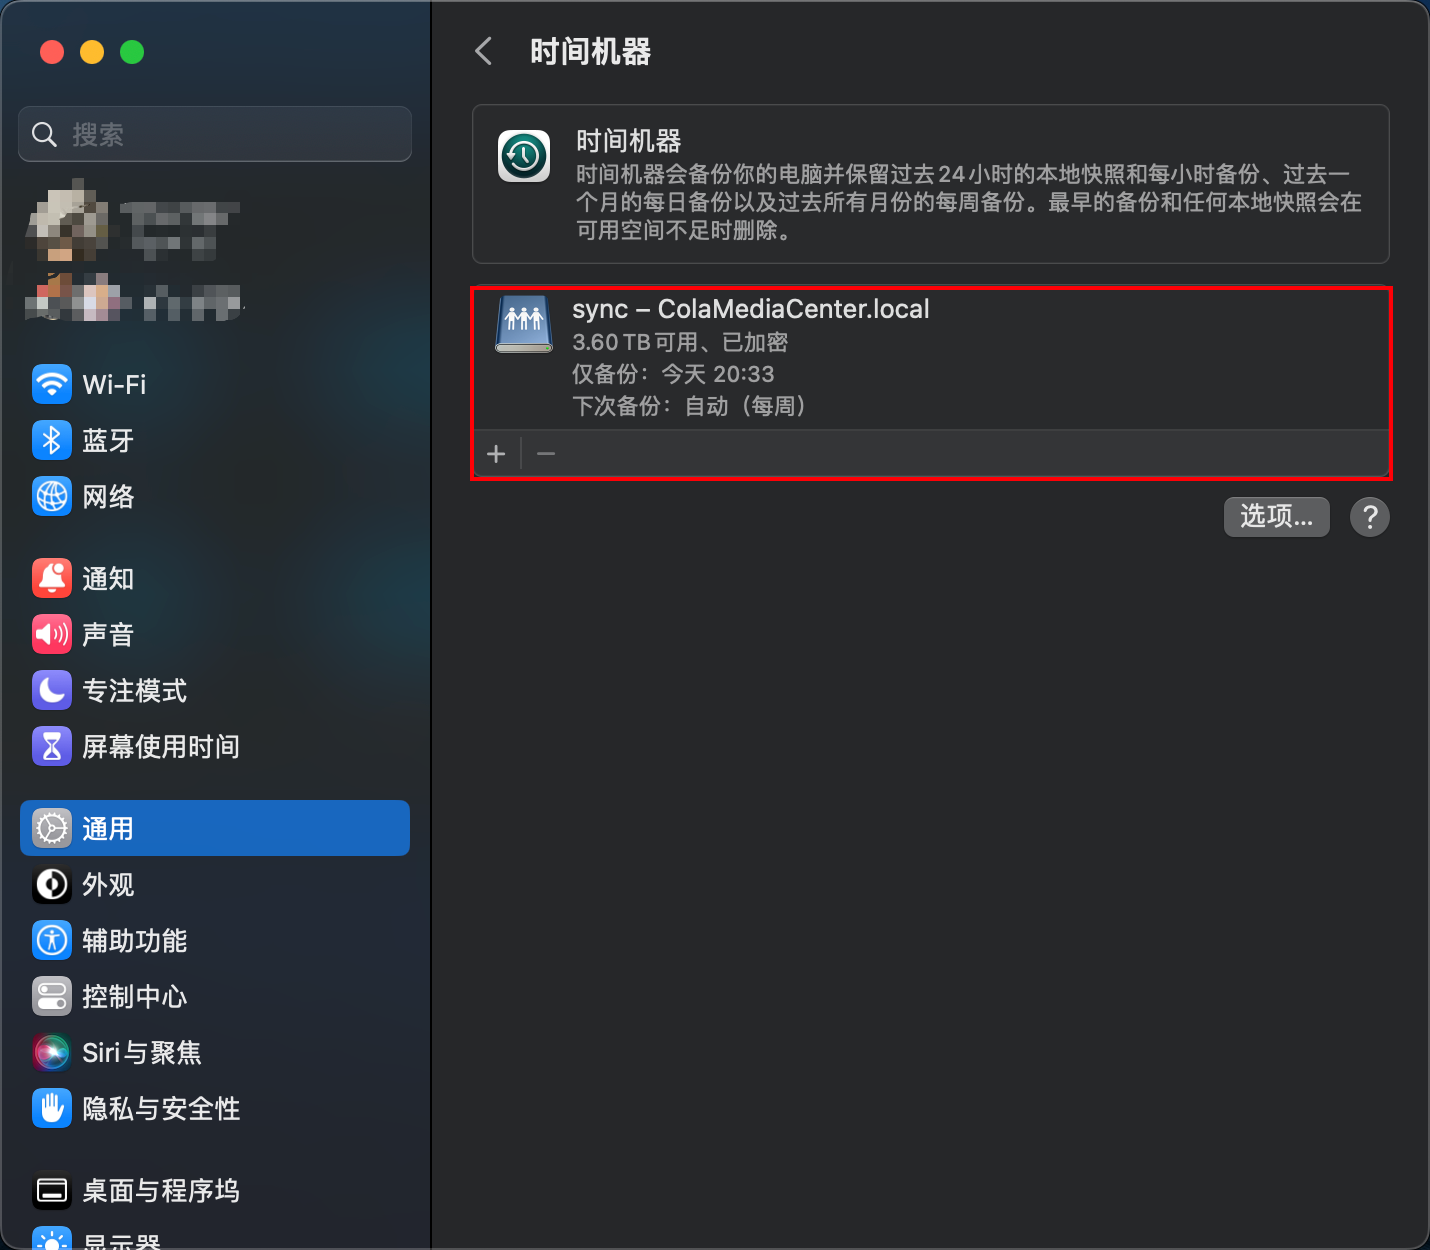 搜索
Wi-Fi
蓝牙
网络
通知
声音
专注模式
屏幕使用时间
通用
外观
辅助功能
控制中心
Siri与聚焦
隐私与安全性
桌面与程序坞
显示器
时间机器
时间机器
时间机器会备份你的电脑并保留过去24小时的本地快照和每小时备份、过去一
个月的每日备份以及过去所有月份的每周备份。最早的备份和任何本地快照会在
可用空间不足时删除。
sync – ColaMediaCenter.local
3.60 TB可用、已加密
仅备份：今天 20:33
下次备份：自动（每周）
+ −
选项...
?